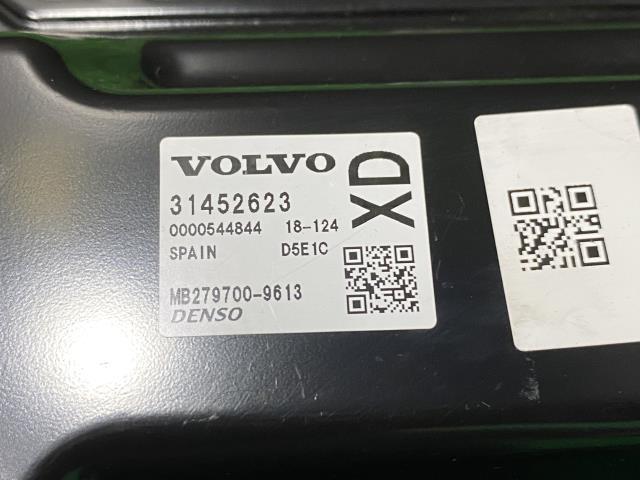 VOLVO
XD
31452623
0000544844 18-124
SPAIN D5E1C
MB279700-9613
DENSO